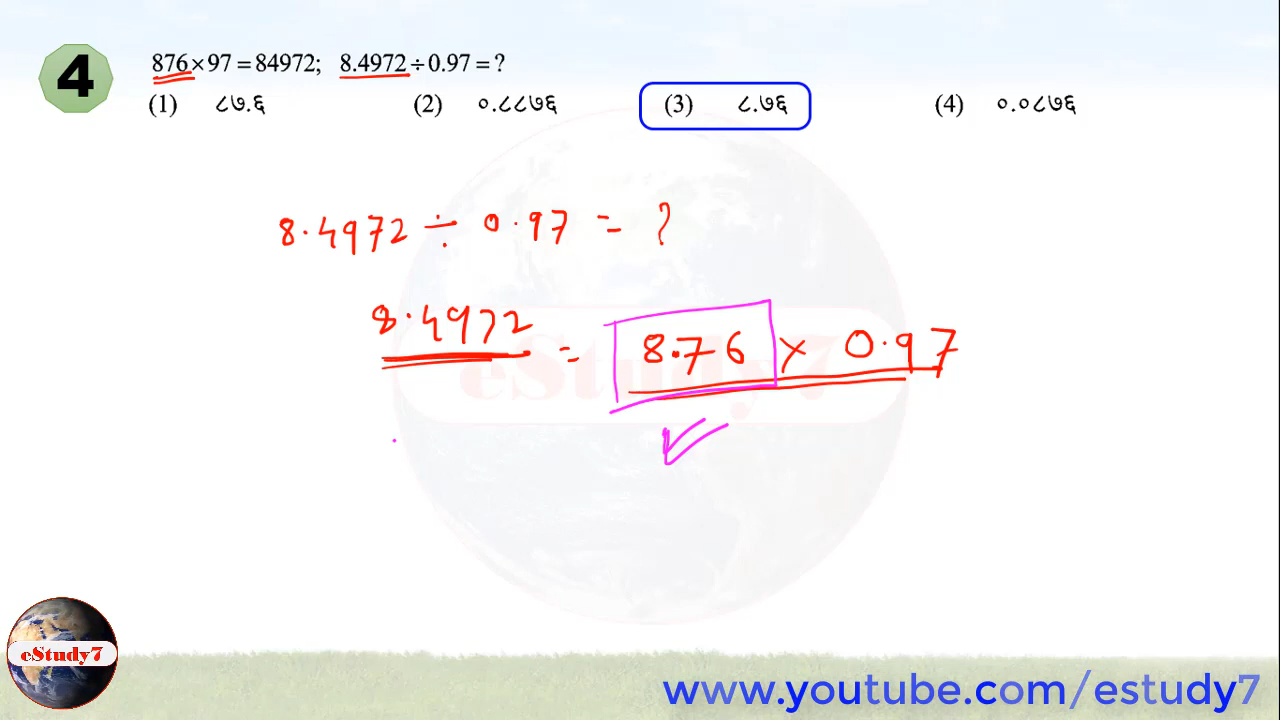 4
876×97 = 84972; 8.4972 ÷ 0.97 = ?
(1) ८७.६ (2) ०.८८७६ (3) ८.७६ (4) ०.०८७६
8.4972 ÷ 0.97 = ?
8.4972 = 8.76 × 0.97
eStudy7
eStudy7
www.youtube.com/estudy7